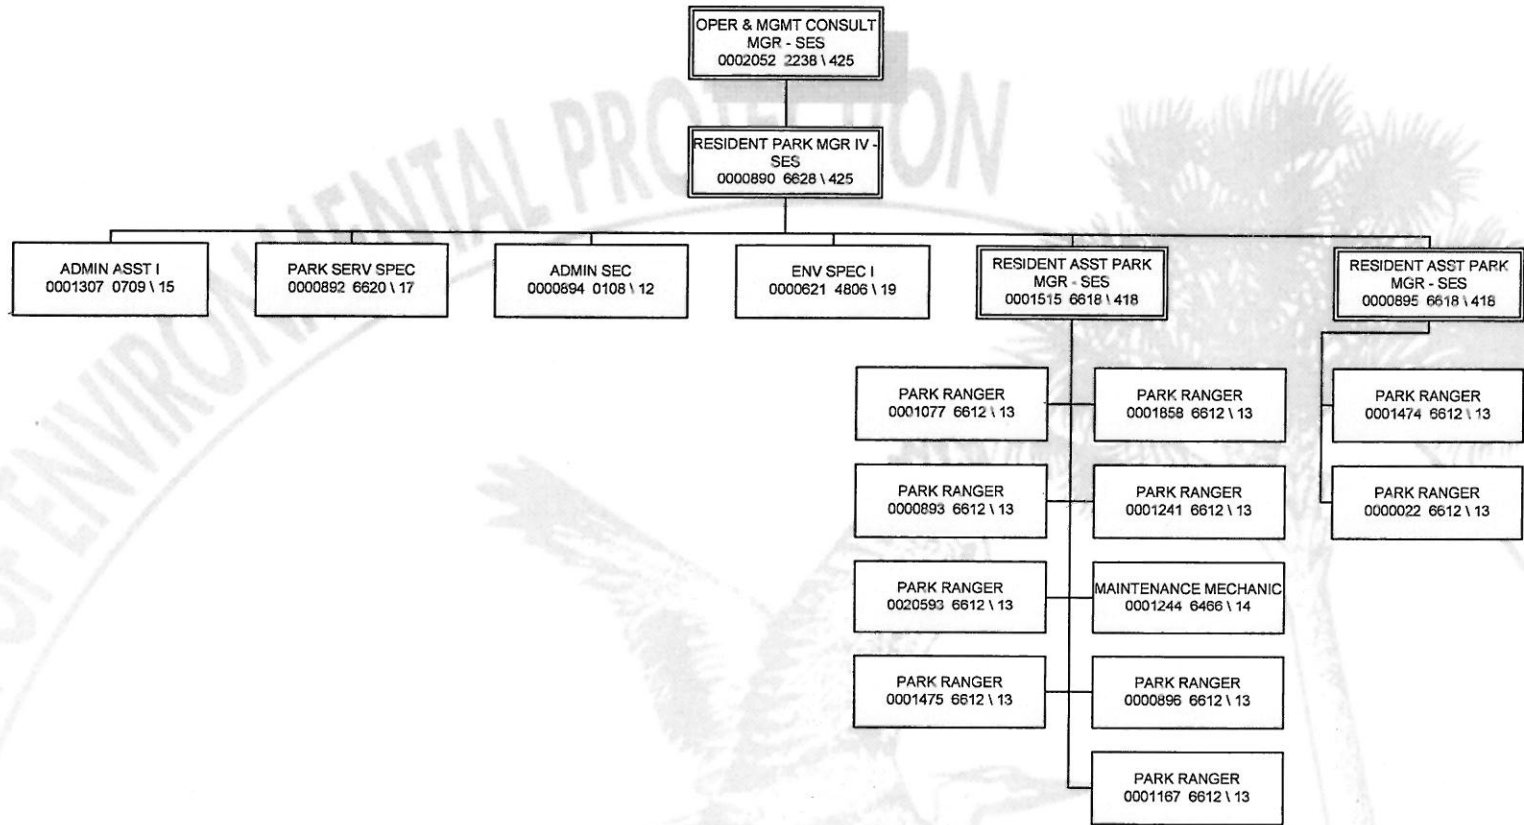 OPER & MGMT CONSULT
MGR - SES
0002052 2238 \ 425
RESIDENT PARK MGR IV -
SES
0000890 6628 \ 425
ADMIN ASST I
0001307 0709 \ 15
PARK SERV SPEC
0000892 6620 \ 17
ADMIN SEC
0000894 0108 \ 12
ENV SPEC I
0000621 4806 \ 19
RESIDENT ASST PARK
MGR - SES
0001515 6618 \ 418
RESIDENT ASST PARK
MGR - SES
0000895 6618 \ 418
PARK RANGER
0001077 6612 \ 13
PARK RANGER
0001858 6612 \ 13
PARK RANGER
0001474 6612 \ 13
PARK RANGER
0000893 6612 \ 13
PARK RANGER
0001241 6612 \ 13
PARK RANGER
0000022 6612 \ 13
PARK RANGER
0020593 6612 \ 13
MAINTENANCE MECHANIC
0001244 6466 \ 14
PARK RANGER
0001475 6612 \ 13
PARK RANGER
0000896 6612 \ 13
PARK RANGER
0001167 6612 \ 13
OF ENVIRONMENTAL PROTECTION